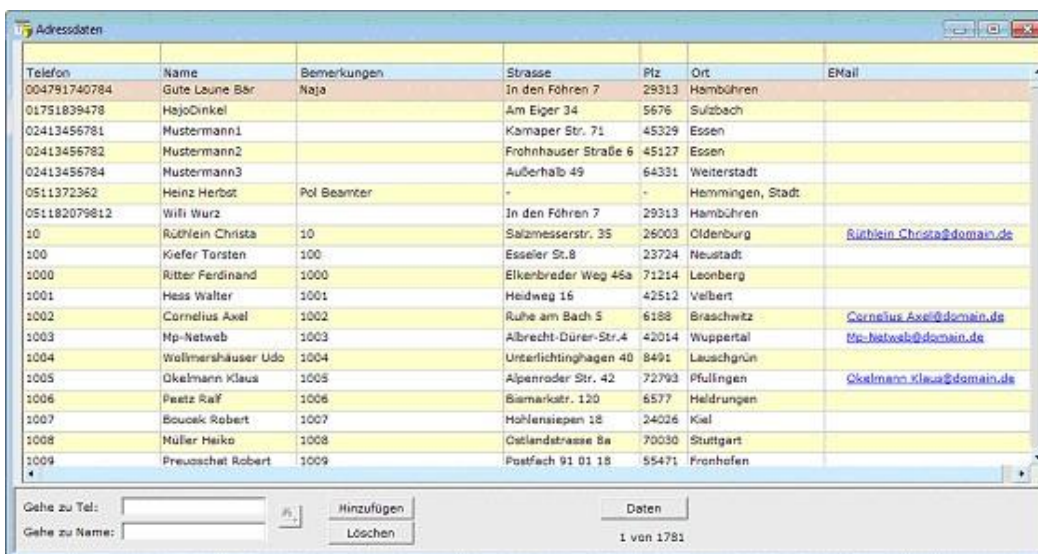 Adressdaten
Telefon Name Bemerkungen Strasse Plz Ort EMail
004791740784 Gute Laune Bär Naja In den Föhren 7 29313 Hambühren
01751839478 HajoDinkel Am Eiger 34 5676 Sulzbach
02413456781 Mustermann1 Karnaper Str. 71 45329 Essen
02413456782 Mustermann2 Frohnhauser Straße 6 45127 Essen
02413456784 Mustermann3 Außerhalb 49 64331 Weiterstadt
0511372362 Heinz Herbst Pol Beamter - - Hemmingen, Stadt
051182079812 Willi Wurz In den Föhren 7 29313 Hambühren
10 Rüthlein Christa 10 Salzmesserstr. 35 26003 Oldenburg Rüthlein Christa@domain.de
100 Kiefer Torsten 100 Esseler St.8 23724 Neustadt
1000 Ritter Ferdinand 1000 Elkenbreder Weg 46a 71214 Leonberg
1001 Hess Walter 1001 Heidweg 16 42512 Velbert
1002 Cornelius Axel 1002 Ruhe am Bach 5 6188 Braschwitz Cornelius Axel@domain.de
1003 Mp-Netweb 1003 Albrecht-Dürer-Str.4 42014 Wuppertal Mp-Netweb@domain.de
1004 Wollmershäuser Udo 1004 Unterlichtinghagen 40 8491 Lauschgrün
1005 Okelmann Klaus 1005 Alpenroder Str. 42 72793 Pfullingen Okelmann Klaus@domain.de
1006 Peetz Ralf 1006 Bismarkstr. 120 6577 Heldrungen
1007 Boucek Robert 1007 Hohlensiepen 18 24026 Kiel
1008 Müller Heiko 1008 Ostlandstrasse 8a 70030 Stuttgart
1009 Preugschat Robert 1009 Postfach 91 01 18 55471 Fronhofen
Gehe zu Tel: Hinzufügen Daten
Gehe zu Name: Löschen 1 von 1781